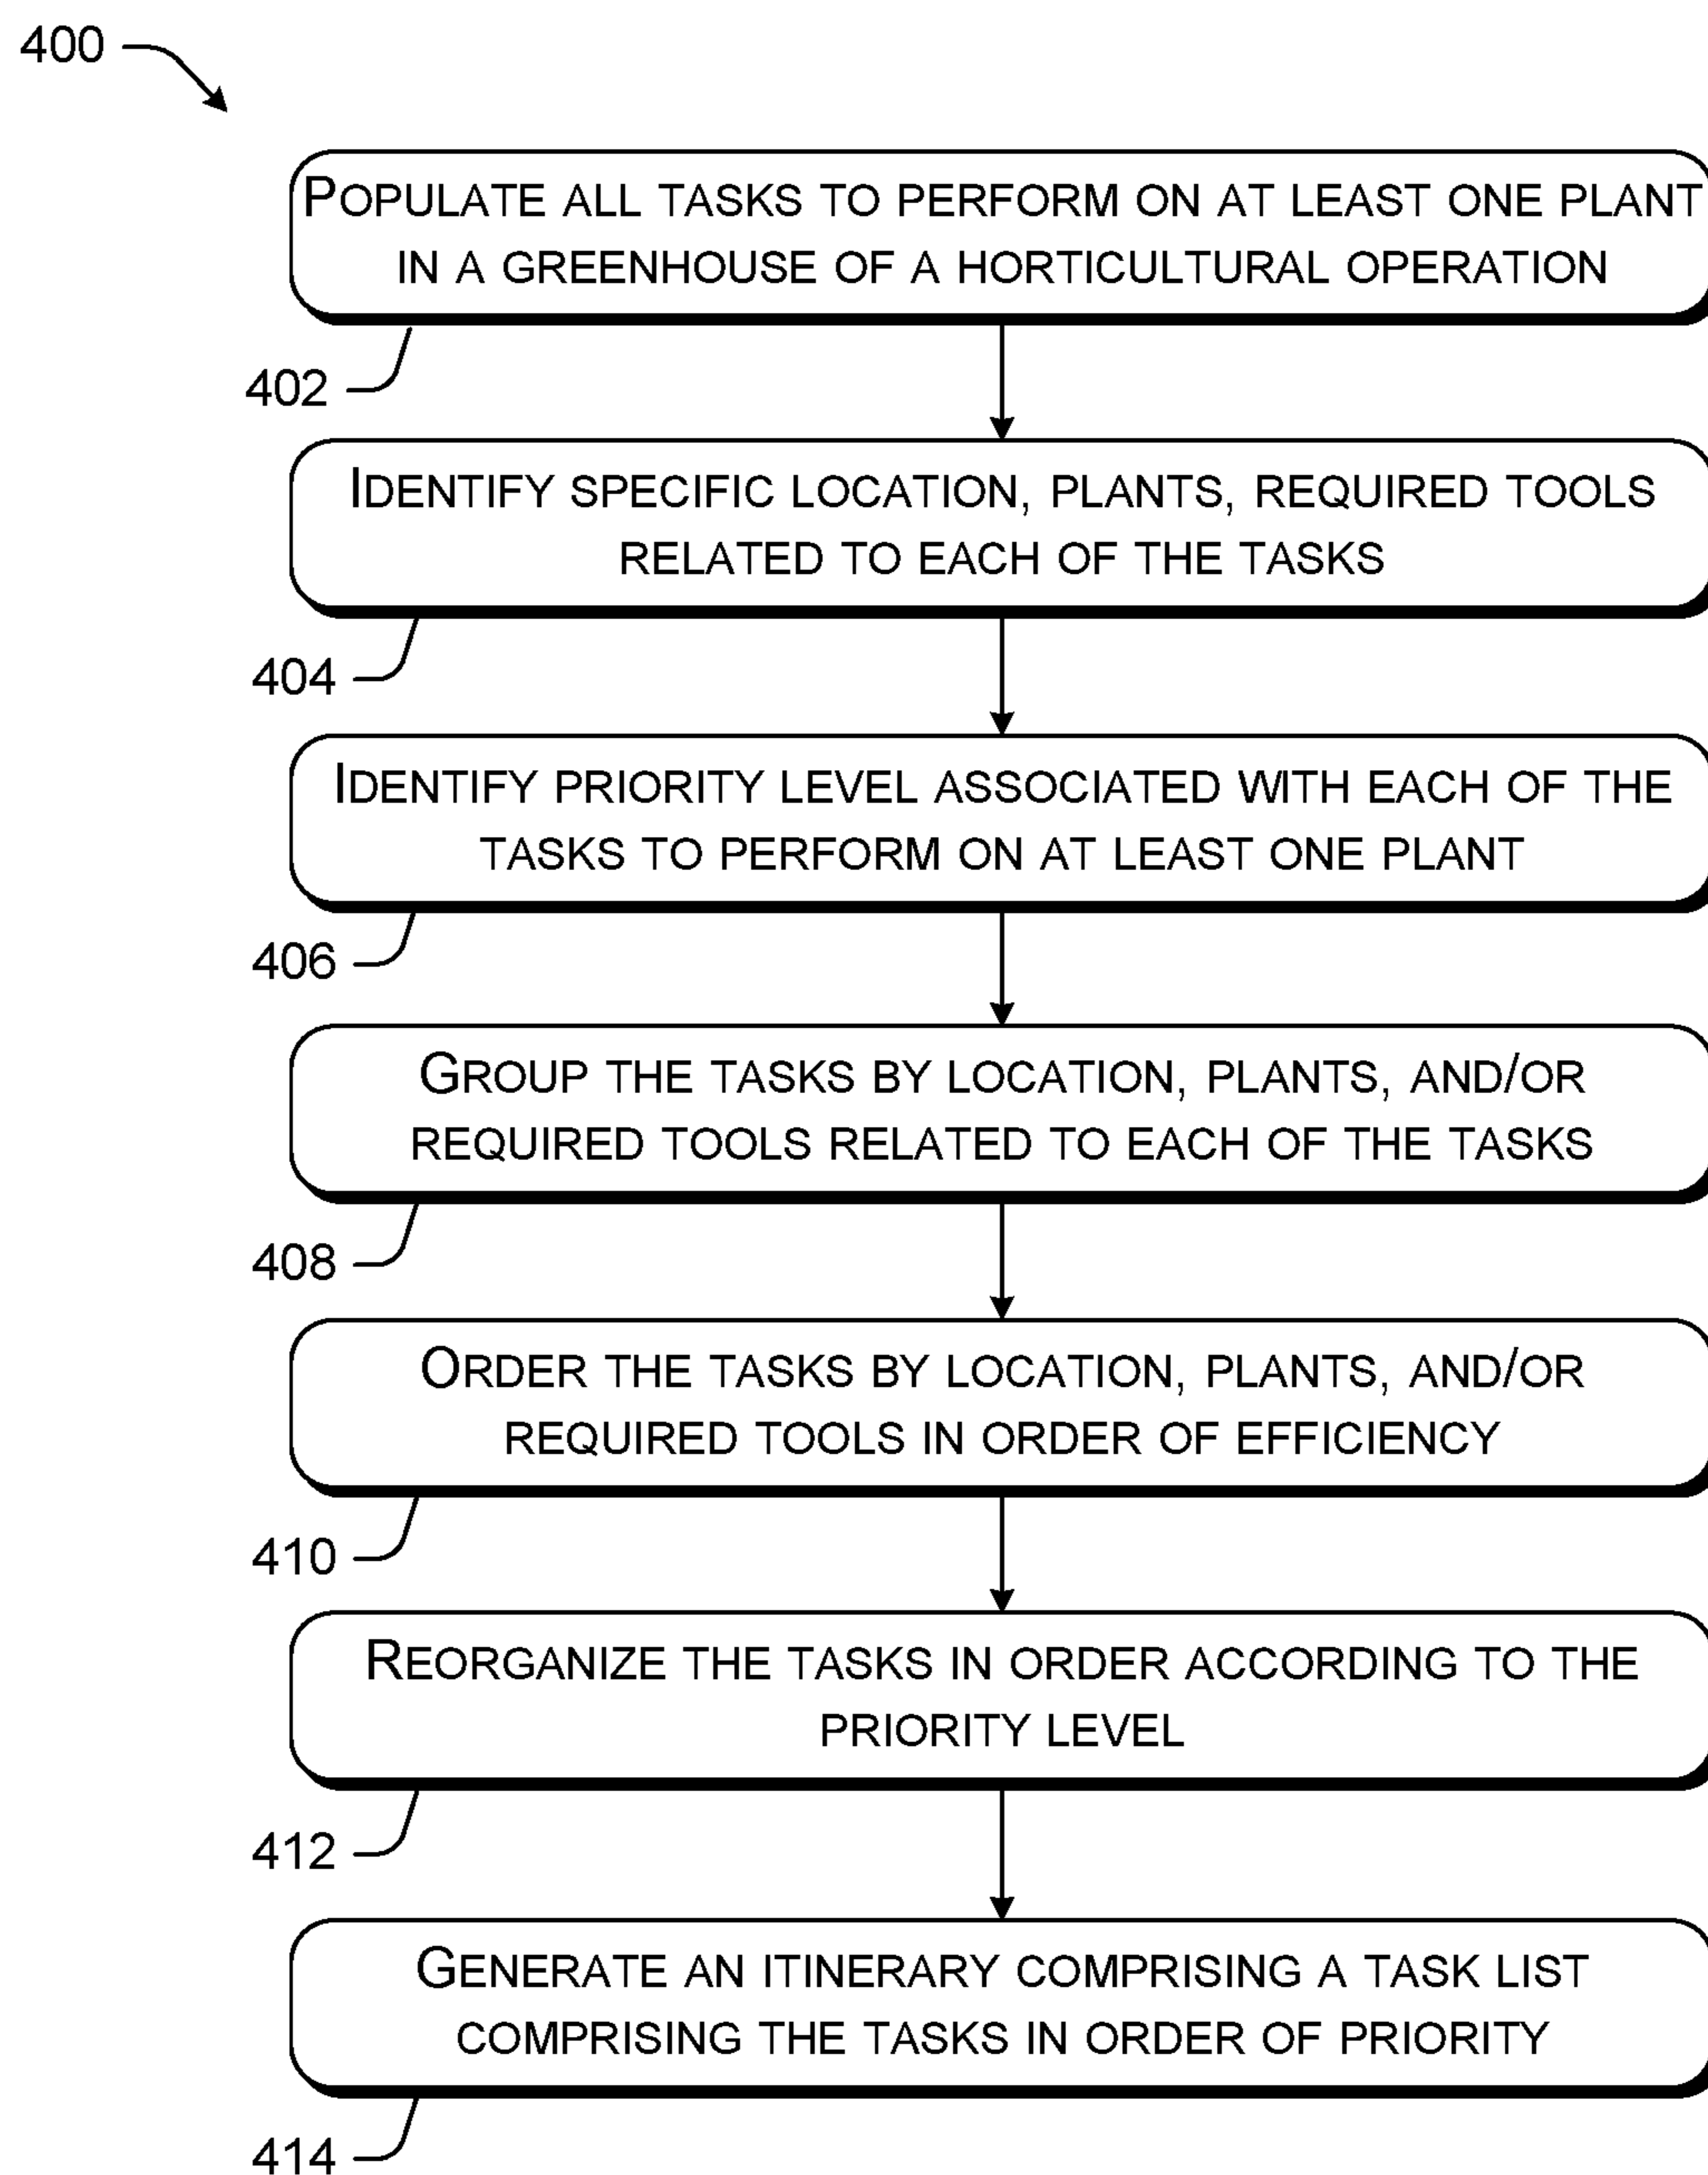 400
POPULATE ALL TASKS TO PERFORM ON AT LEAST ONE PLANT
IN A GREENHOUSE OF A HORTICULTURAL OPERATION
402
IDENTIFY SPECIFIC LOCATION, PLANTS, REQUIRED TOOLS
RELATED TO EACH OF THE TASKS
404
IDENTIFY PRIORITY LEVEL ASSOCIATED WITH EACH OF THE
TASKS TO PERFORM ON AT LEAST ONE PLANT
406
GROUP THE TASKS BY LOCATION, PLANTS, AND/OR
REQUIRED TOOLS RELATED TO EACH OF THE TASKS
408
ORDER THE TASKS BY LOCATION, PLANTS, AND/OR
REQUIRED TOOLS IN ORDER OF EFFICIENCY
410
REORGANIZE THE TASKS IN ORDER ACCORDING TO THE
PRIORITY LEVEL
412
GENERATE AN ITINERARY COMPRISING A TASK LIST
COMPRISING THE TASKS IN ORDER OF PRIORITY
414